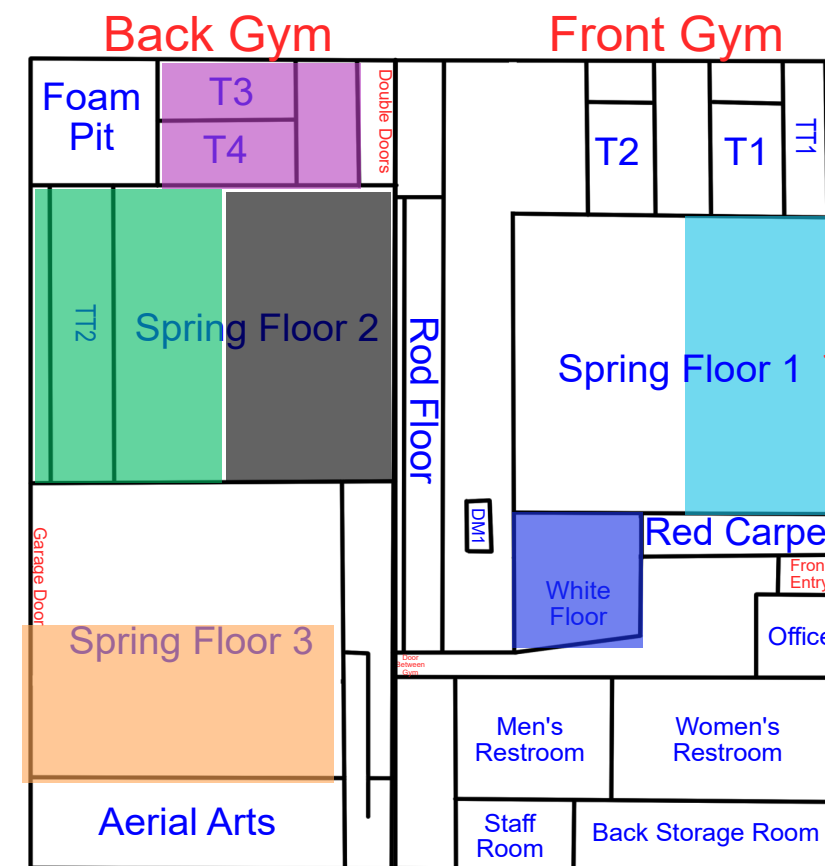 Back Gym
Front Gym
Foam
Pit
T3
T4
Double Doors
T2
T1
TT1
TT2
Spring Floor 2
Rod Floor
Spring Floor 1
DM1
Red Carpe
White
Floor
Fron
Entry
Office
Garage Door
Spring Floor 3
Door
Between
Gym
Men's
Restroom
Women's
Restroom
Aerial Arts
Staff
Room
Back Storage Room